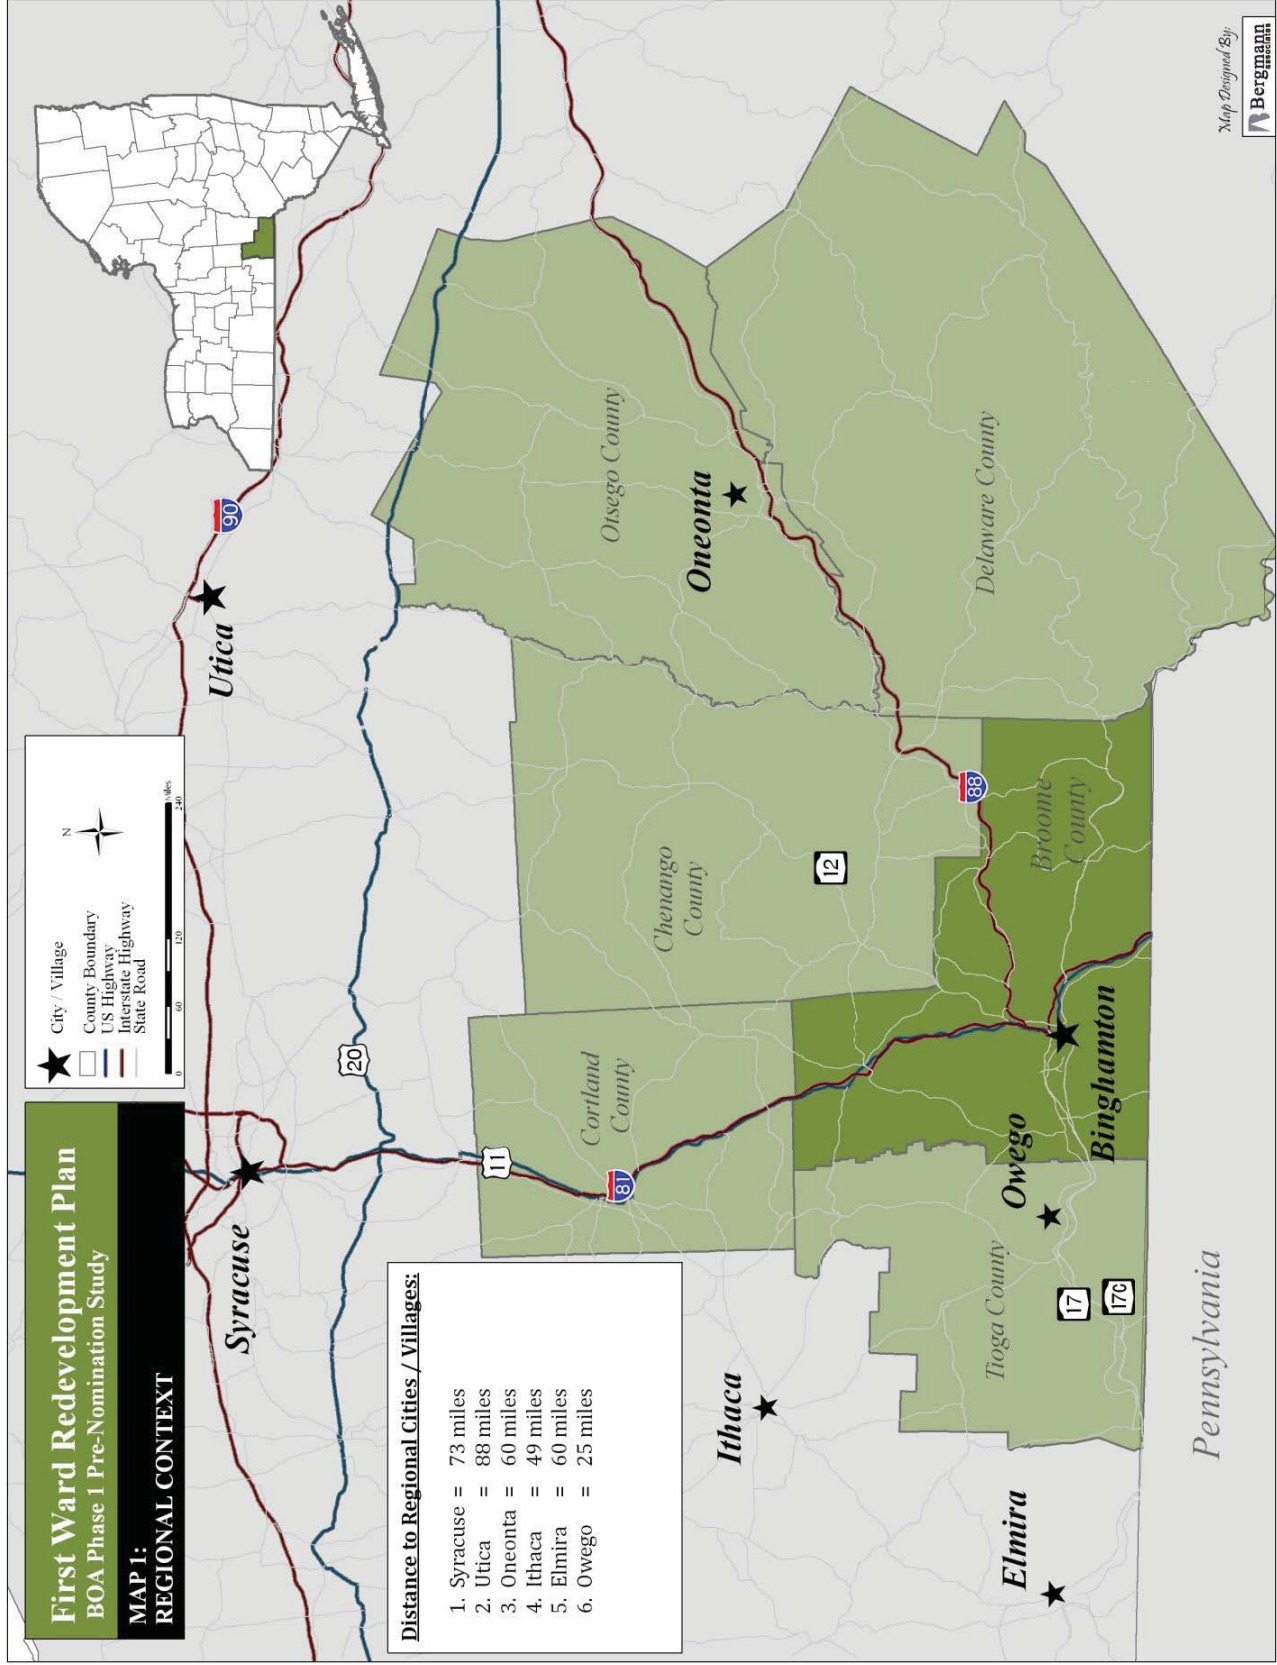 First Ward Redevelopment Plan
BOA Phase 1 Pre-Nomination Study
MAP 1:
REGIONAL CONTEXT
City / Village
County Boundary
US Highway
Interstate Highway
State Road
N
0 60 120 240
Miles
Distance to Regional Cities / Villages:
1. Syracuse = 73 miles
2. Utica = 88 miles
3. Oneonta = 60 miles
4. Ithaca = 49 miles
5. Elmira = 60 miles
6. Owego = 25 miles
Syracuse
Utica
90
20
11
81
Cortland
County
Chenango
County
12
Otsego County
Oneonta
Delaware County
88
Broome
County
Ithaca
Elmira
Tioga County
Owego
Binghamton
17
17C
Pennsylvania
Map Designed By:
Bergmann
associates